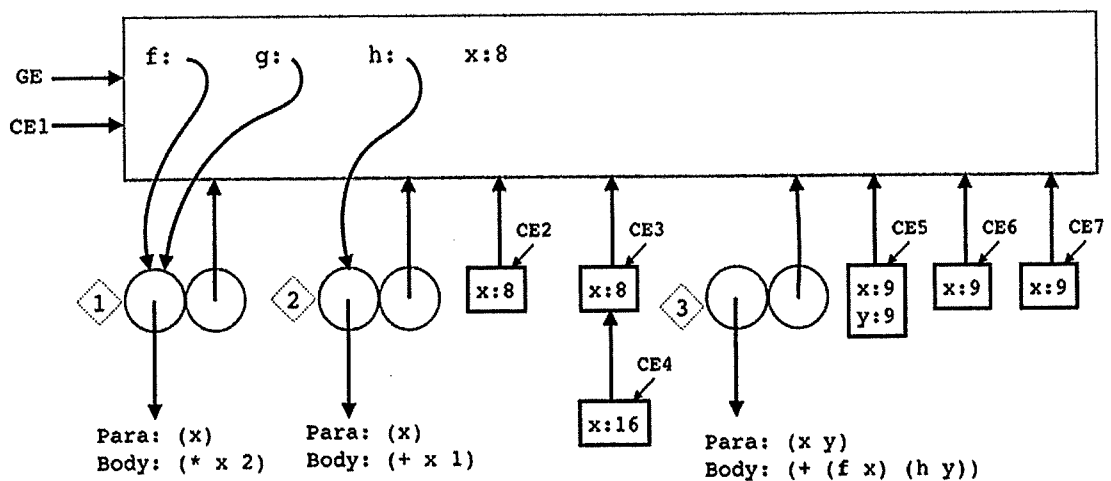 f: g: h: x:8
GE
CE1
CE2 CE3 CE5 CE6 CE7
1 2 x:8 x:8 3 x:9 x:9 x:9
y:9
CE4
x:16
Para: (x)
Body: (* x 2)
Para: (x)
Body: (+ x 1)
Para: (x y)
Body: (+ (f x) (h y))